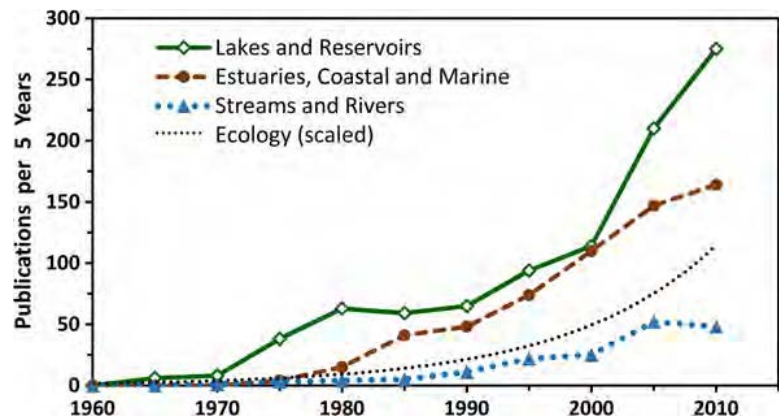 300
250
200
150
100
50
0
Publications per 5 Years
Lakes and Reservoirs
Estuaries, Coastal and Marine
Streams and Rivers
Ecology (scaled)
1960 1970 1980 1990 2000 2010